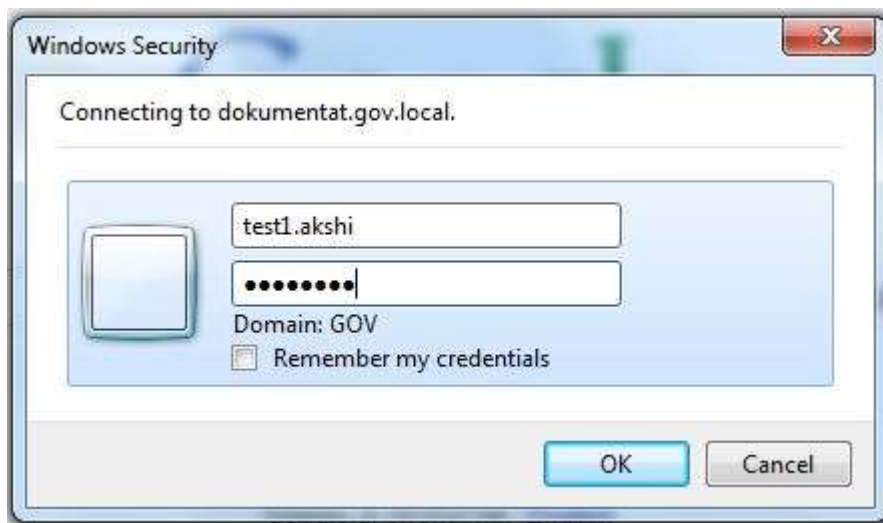 Windows Security
Connecting to dokumentat.gov.local.
test1.akshi
••••••••
Domain: GOV
Remember my credentials
OK
Cancel